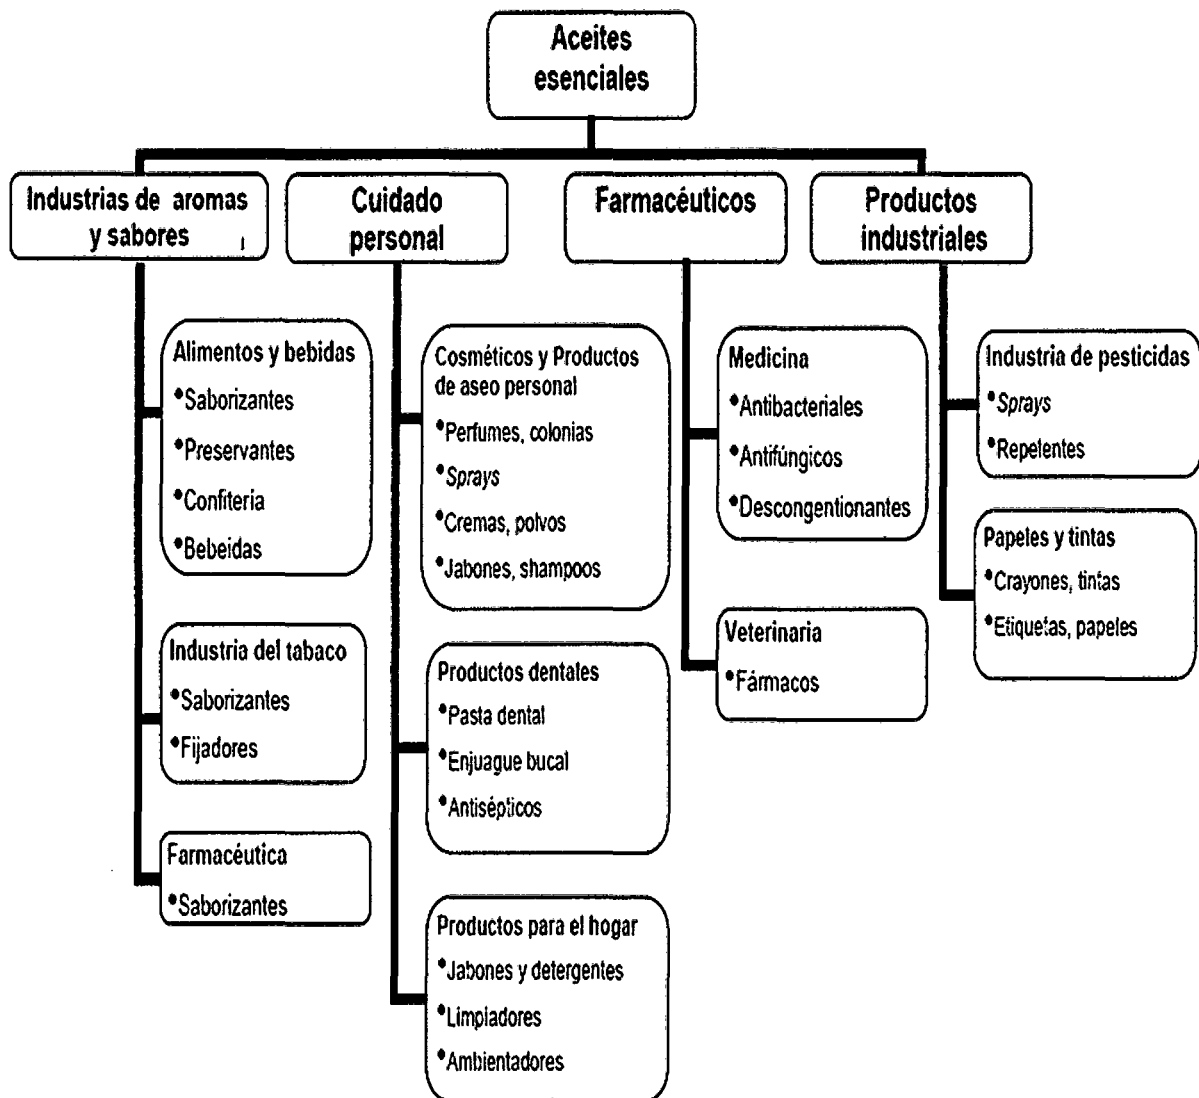 Aceites
esenciales
Industrias de aromas
y sabores
Cuidado
personal
Farmacéuticos
Productos
industriales
Alimentos y bebidas
•Saborizantes
•Preservantes
•Confitería
•Bebeidas
Industria del tabaco
•Saborizantes
•Fijadores
Farmacéutica
•Saborizantes
Cosméticos y Productos
de aseo personal
•Perfumes, colonias
•Sprays
•Cremas, polvos
•Jabones, shampoos
Productos dentales
•Pasta dental
•Enjuague bucal
•Antisépticos
Productos para el hogar
•Jabones y detergentes
•Limpiadores
•Ambientadores
Medicina
•Antibacteriales
•Antifúngicos
•Descongentionantes
Veterinaria
•Fármacos
Industria de pesticidas
•Sprays
•Repelentes
Papeles y tintas
•Crayones, tintas
•Etiquetas, papeles